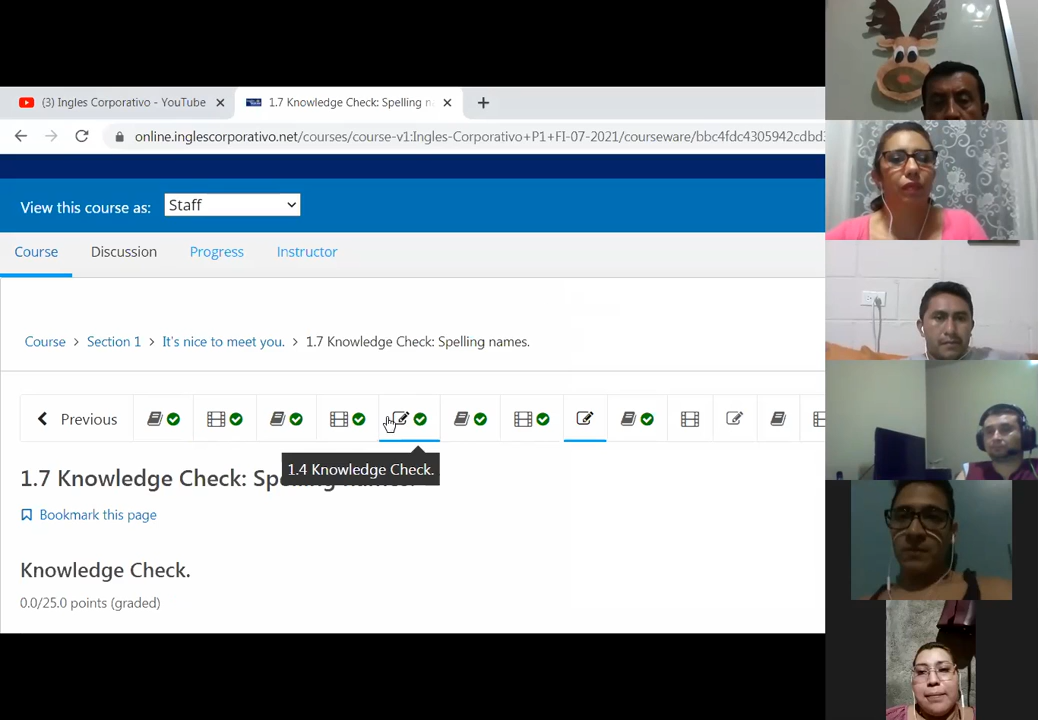 (3) Ingles Corporativo - YouTube
1.7 Knowledge Check: Spelling n
online.inglescorporativo.net/courses/course-v1:Ingles-Corporativo+P1+FI-07-2021/courseware/bbc4fdc4305942cdbd
View this course as:
Staff
Course
Discussion
Progress
Instructor
Course > Section 1 > It's nice to meet you. > 1.7 Knowledge Check: Spelling names.
Previous
1.4 Knowledge Check.
1.7 Knowledge Check: Spelling names.
Bookmark this page
Knowledge Check.
0.0/25.0 points (graded)